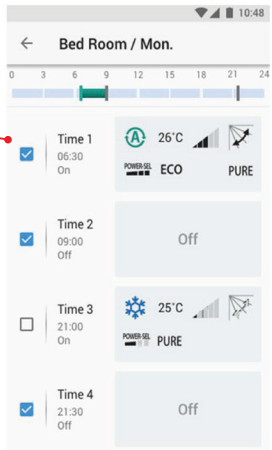 10:48
Bed Room / Mon.
0 3 6 9 12 15 18 21 24
Time 1
06:30
On
A 26°C
POWER-SEL ECO PURE
Time 2
09:00
Off
Off
Time 3
21:00
On
25°C
POWER-SEL PURE
Time 4
21:30
Off
Off